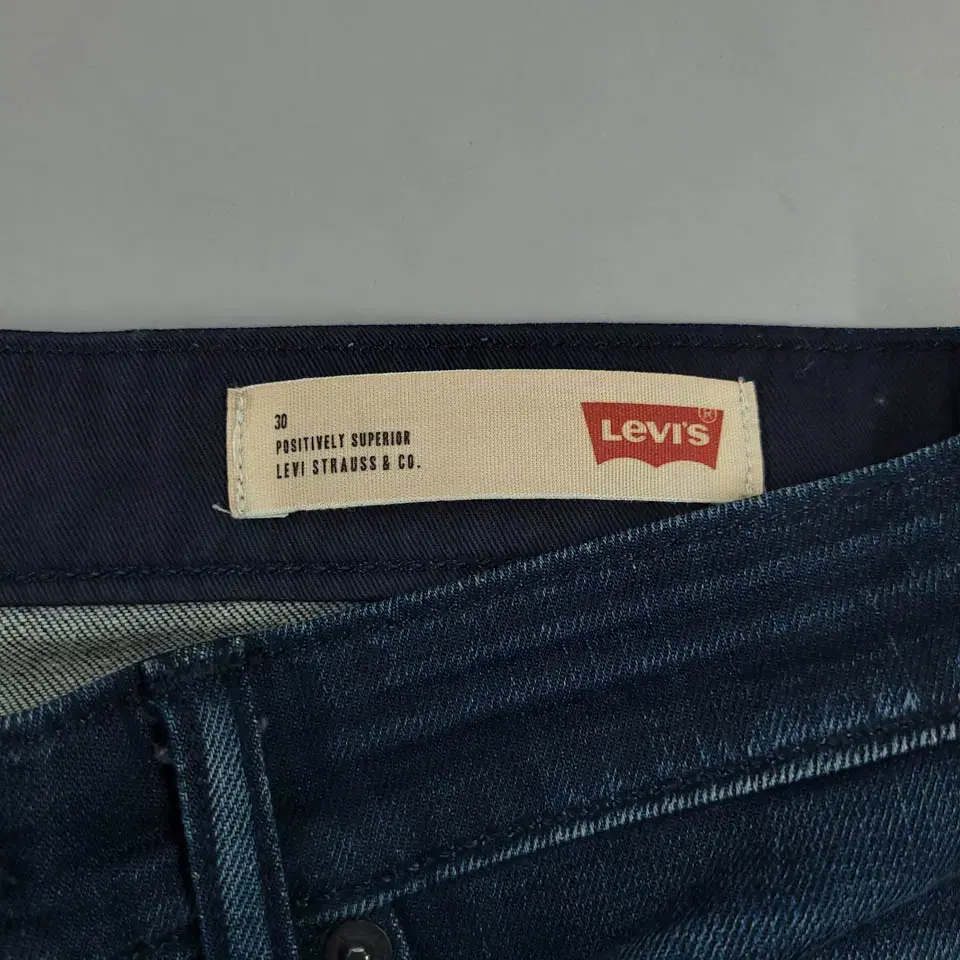 30
POSITIVELY SUPERIOR
LEVI STRAUSS & CO.
LEVI'S®